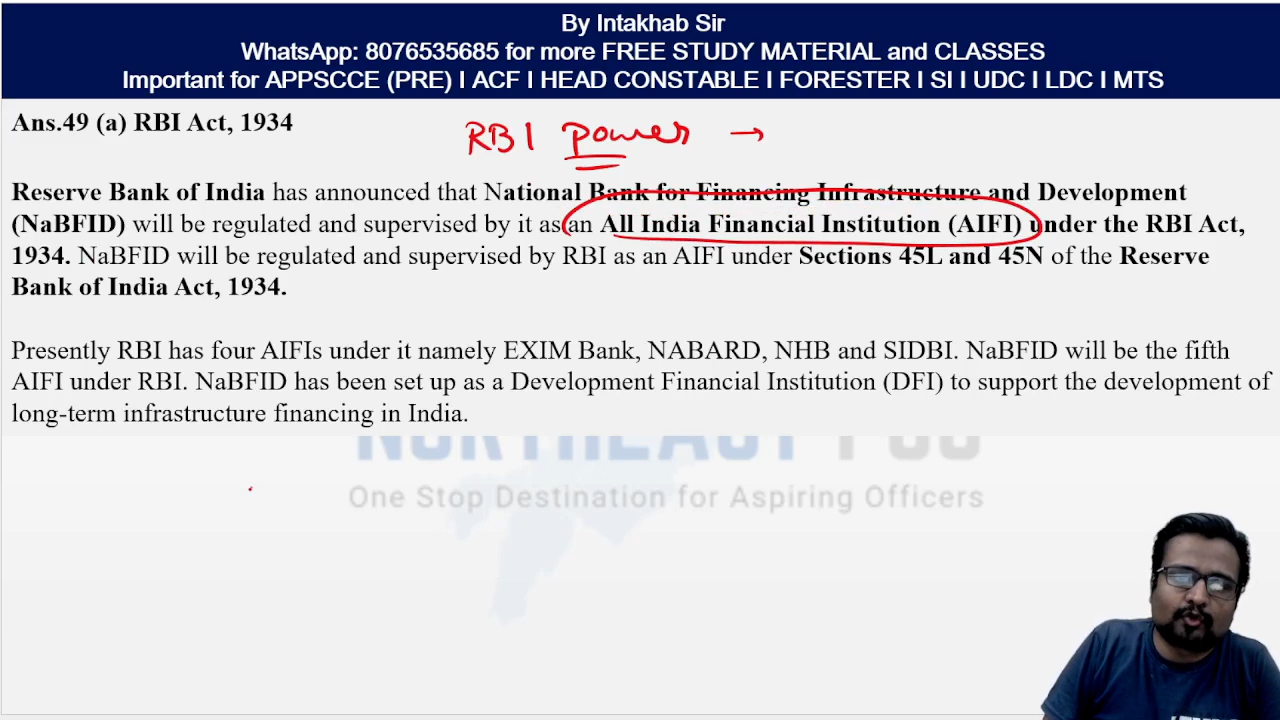 By Intakhab Sir
WhatsApp: 8076535685 for more FREE STUDY MATERIAL and CLASSES
Important for APPSCCE (PRE) I ACF I HEAD CONSTABLE I FORESTER I SI I UDC I LDC I MTS
Ans.49 (a) RBI Act, 1934
RBI power →
Reserve Bank of India has announced that National Bank for Financing Infrastructure and Development
(NaBFID) will be regulated and supervised by it as an All India Financial Institution (AIFI) under the RBI Act,
1934. NaBFID will be regulated and supervised by RBI as an AIFI under Sections 45L and 45N of the Reserve
Bank of India Act, 1934.
Presently RBI has four AIFIs under it namely EXIM Bank, NABARD, NHB and SIDBI. NaBFID will be the fifth
AIFI under RBI. NaBFID has been set up as a Development Financial Institution (DFI) to support the development of
long-term infrastructure financing in India.
NORTHEAST PSC
One Stop Destination for Aspiring Officers